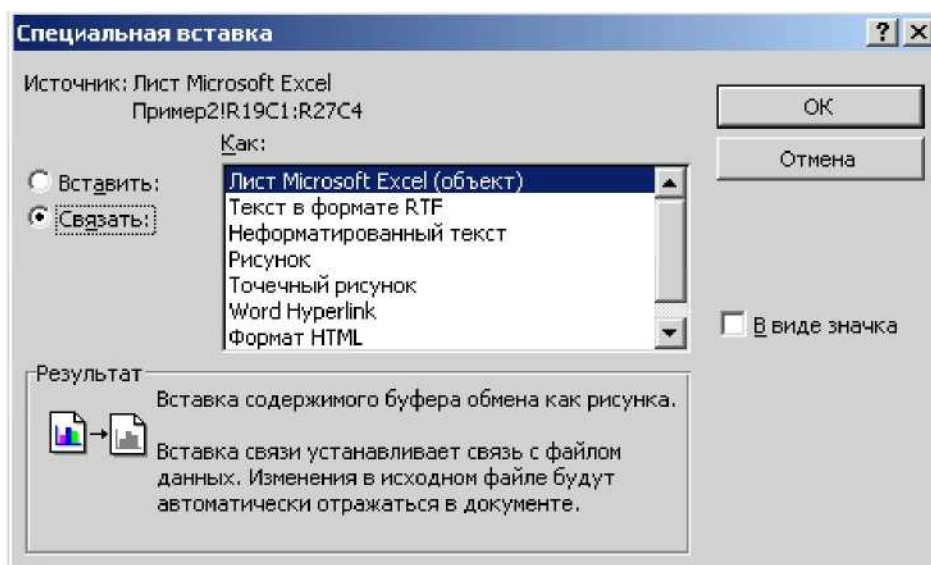 Специальная вставка
Источник: Лист Microsoft Excel
Пример2!R19C1:R27C4
ОК
Отмена
Как:
Вставить:
Связать:
Лист Microsoft Excel (объект)
Текст в формате RTF
Неформатированный текст
Рисунок
Точечный рисунок
Word Hyperlink
Формат HTML
В виде значка
Результат
Вставка содержимого буфера обмена как рисунка.
Вставка связи устанавливает связь с файлом
данных. Изменения в исходном файле будут
автоматически отражаться в документе.